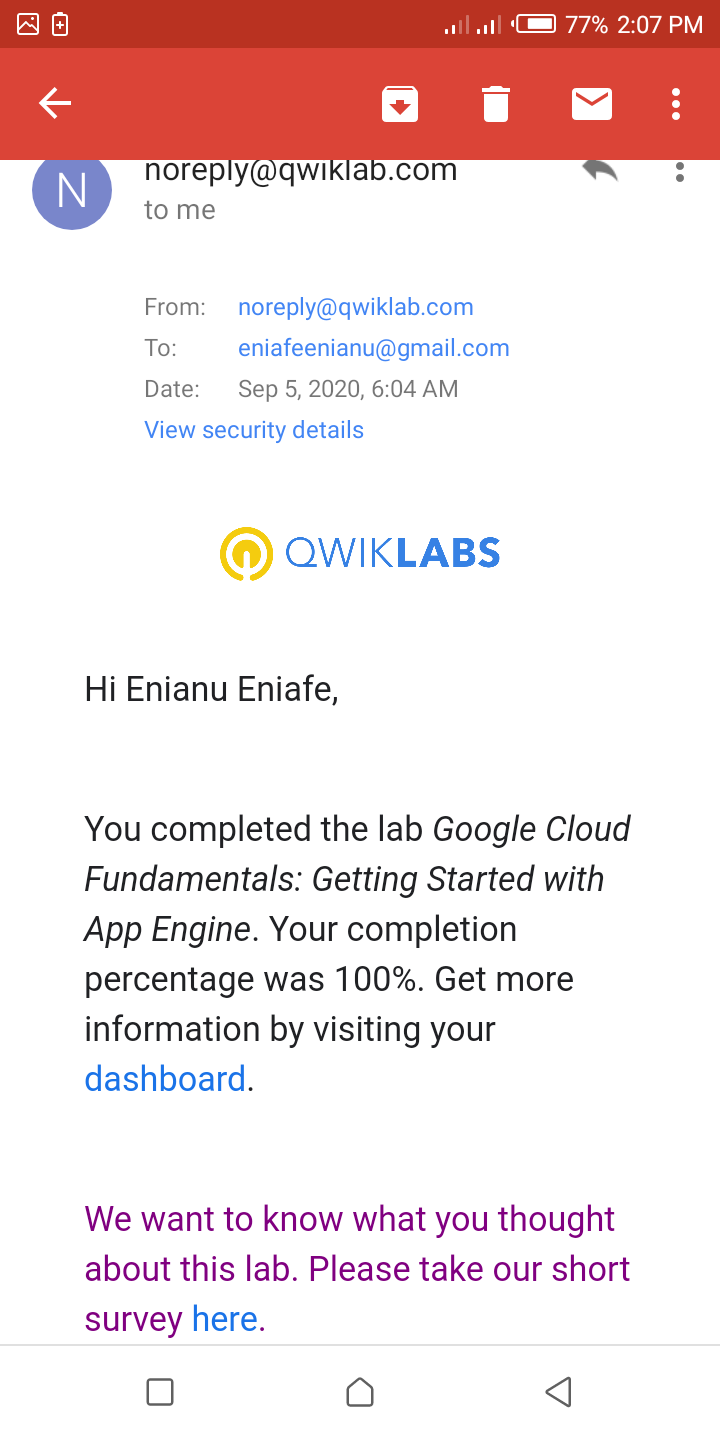 77% 2:07 PM
N
noreply@qwiklab.com
to me
From: noreply@qwiklab.com
To: eniafeenianu@gmail.com
Date: Sep 5, 2020, 6:04 AM
View security details
QWIKLABS
Hi Enianu Eniafe,
You completed the lab Google Cloud
Fundamentals: Getting Started with
App Engine. Your completion
percentage was 100%. Get more
information by visiting your
dashboard.
We want to know what you thought
about this lab. Please take our short
survey here.